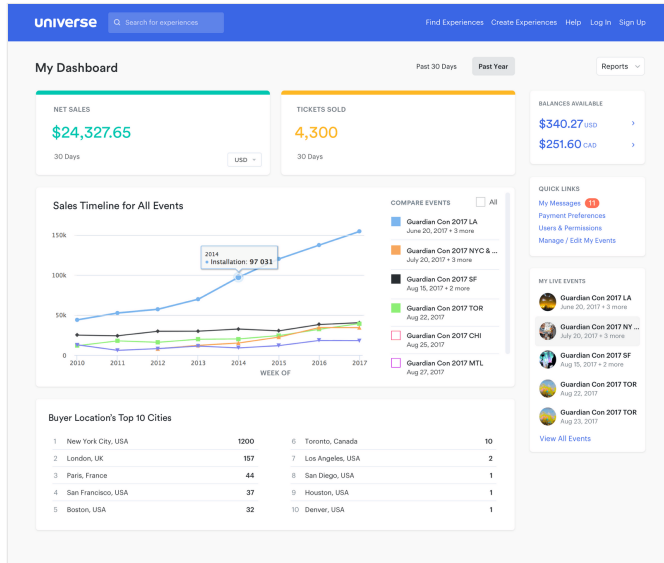 universe
Search for experiences
Find Experiences Create Experiences Help Log In Sign Up
My Dashboard
Past 30 Days Past Year
Reports
NET SALES
$24,327.65
30 Days
USD
TICKETS SOLD
4,300
30 Days
BALANCES AVAILABLE
$340.27 USD
$251.60 CAD
QUICK LINKS
My Messages 11
Payment Preferences
Users & Permissions
Manage / Edit My Events
Sales Timeline for All Events
150k
100k
50k
0
2010 2011 2012 2013 2014 2015 2016 2017
WEEK OF
2014
Installation: 97 031
COMPARE EVENTS All
Guardian Con 2017 LA
June 20, 2017 • 3 more
Guardian Con 2017 NYC & ...
July 20, 2017 • 3 more
Guardian Con 2017 SF
Aug 15, 2017 • 2 more
Guardian Con 2017 TOR
Aug 22, 2017
Guardian Con 2017 CHI
Aug 25, 2017
Guardian Con 2017 MTL
Aug 27, 2017
MY LIVE EVENTS
Guardian Con 2017 LA
June 20, 2017 • 3 more
Guardian Con 2017 NY ...
July 20, 2017 • 3 more
Guardian Con 2017 SF
Aug 15, 2017 • 2 more
Guardian Con 2017 TOR
Aug 22, 2017
Guardian Con 2017 TOR
Aug 23, 2017
View All Events
Buyer Location's Top 10 Cities
1 New York City, USA 1200
2 London, UK 157
3 Paris, France 44
4 San Francisco, USA 37
5 Boston, USA 32
6 Toronto, Canada 10
7 Los Angeles, USA 2
8 San Diego, USA 1
9 Houston, USA 1
10 Denver, USA 1